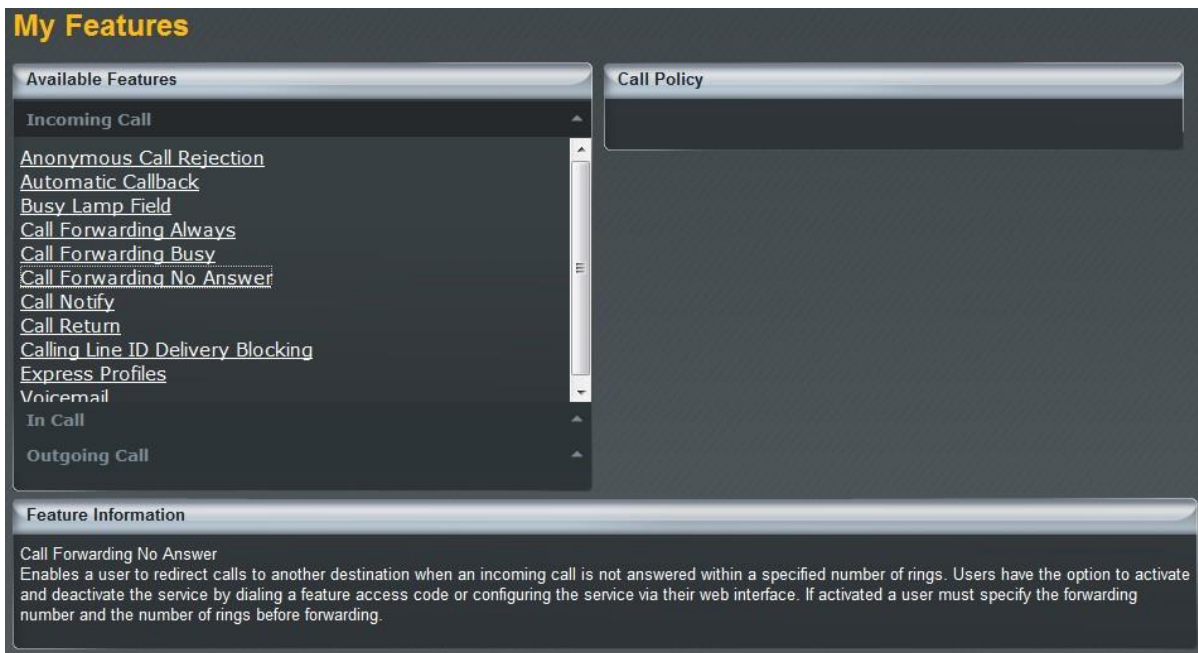 My Features
Available Features
Incoming Call
Anonymous Call Rejection
Automatic Callback
Busy Lamp Field
Call Forwarding Always
Call Forwarding Busy
Call Forwarding No Answer
Call Notify
Call Return
Calling Line ID Delivery Blocking
Express Profiles
Voicemail
In Call
Outgoing Call
Call Policy
Feature Information
Call Forwarding No Answer
Enables a user to redirect calls to another destination when an incoming call is not answered within a specified number of rings. Users have the option to activate
and deactivate the service by dialing a feature access code or configuring the service via their web interface. If activated a user must specify the forwarding
number and the number of rings before forwarding.